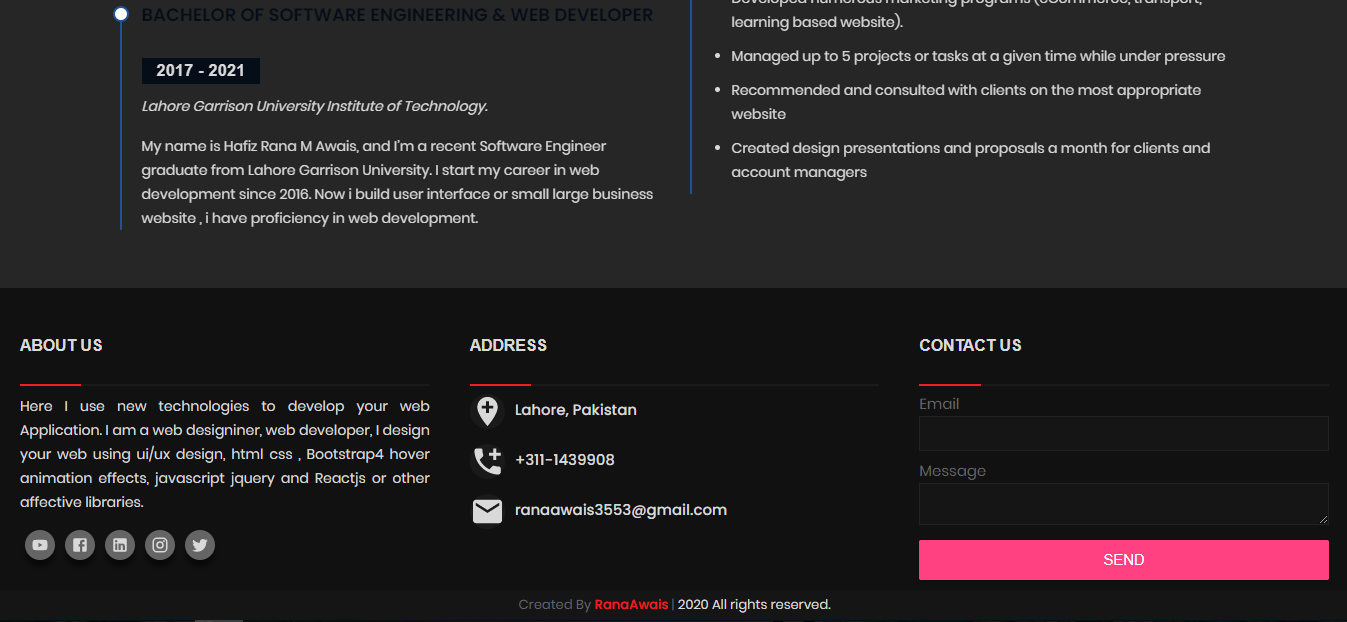 BACHELOR OF SOFTWARE ENGINEERING & WEB DEVELOPER
2017 - 2021
Lahore Garrison University Institute of Technology.
My name is Hafiz Rana M Awais, and I'm a recent Software Engineer
graduate from Lahore Garrison University. I start my career in web
development since 2016. Now i build user interface or small large business
website , i have proficiency in web development.
Developed numerous marketing programs (eCommerce, transport,
learning based website).
Managed up to 5 projects or tasks at a given time while under pressure
Recommended and consulted with clients on the most appropriate
website
Created design presentations and proposals a month for clients and
account managers
ABOUT US
Here I use new technologies to develop your web
Application. I am a web designiner, web developer, I design
your web using ui/ux design, html css , Bootstrap4 hover
animation effects, javascript jquery and Reactjs or other
affective libraries.
ADDRESS
Lahore, Pakistan
+311-1439908
ranaawais3553@gmail.com
CONTACT US
Email
Message
SEND
Created By RanaAwais | 2020 All rights reserved.